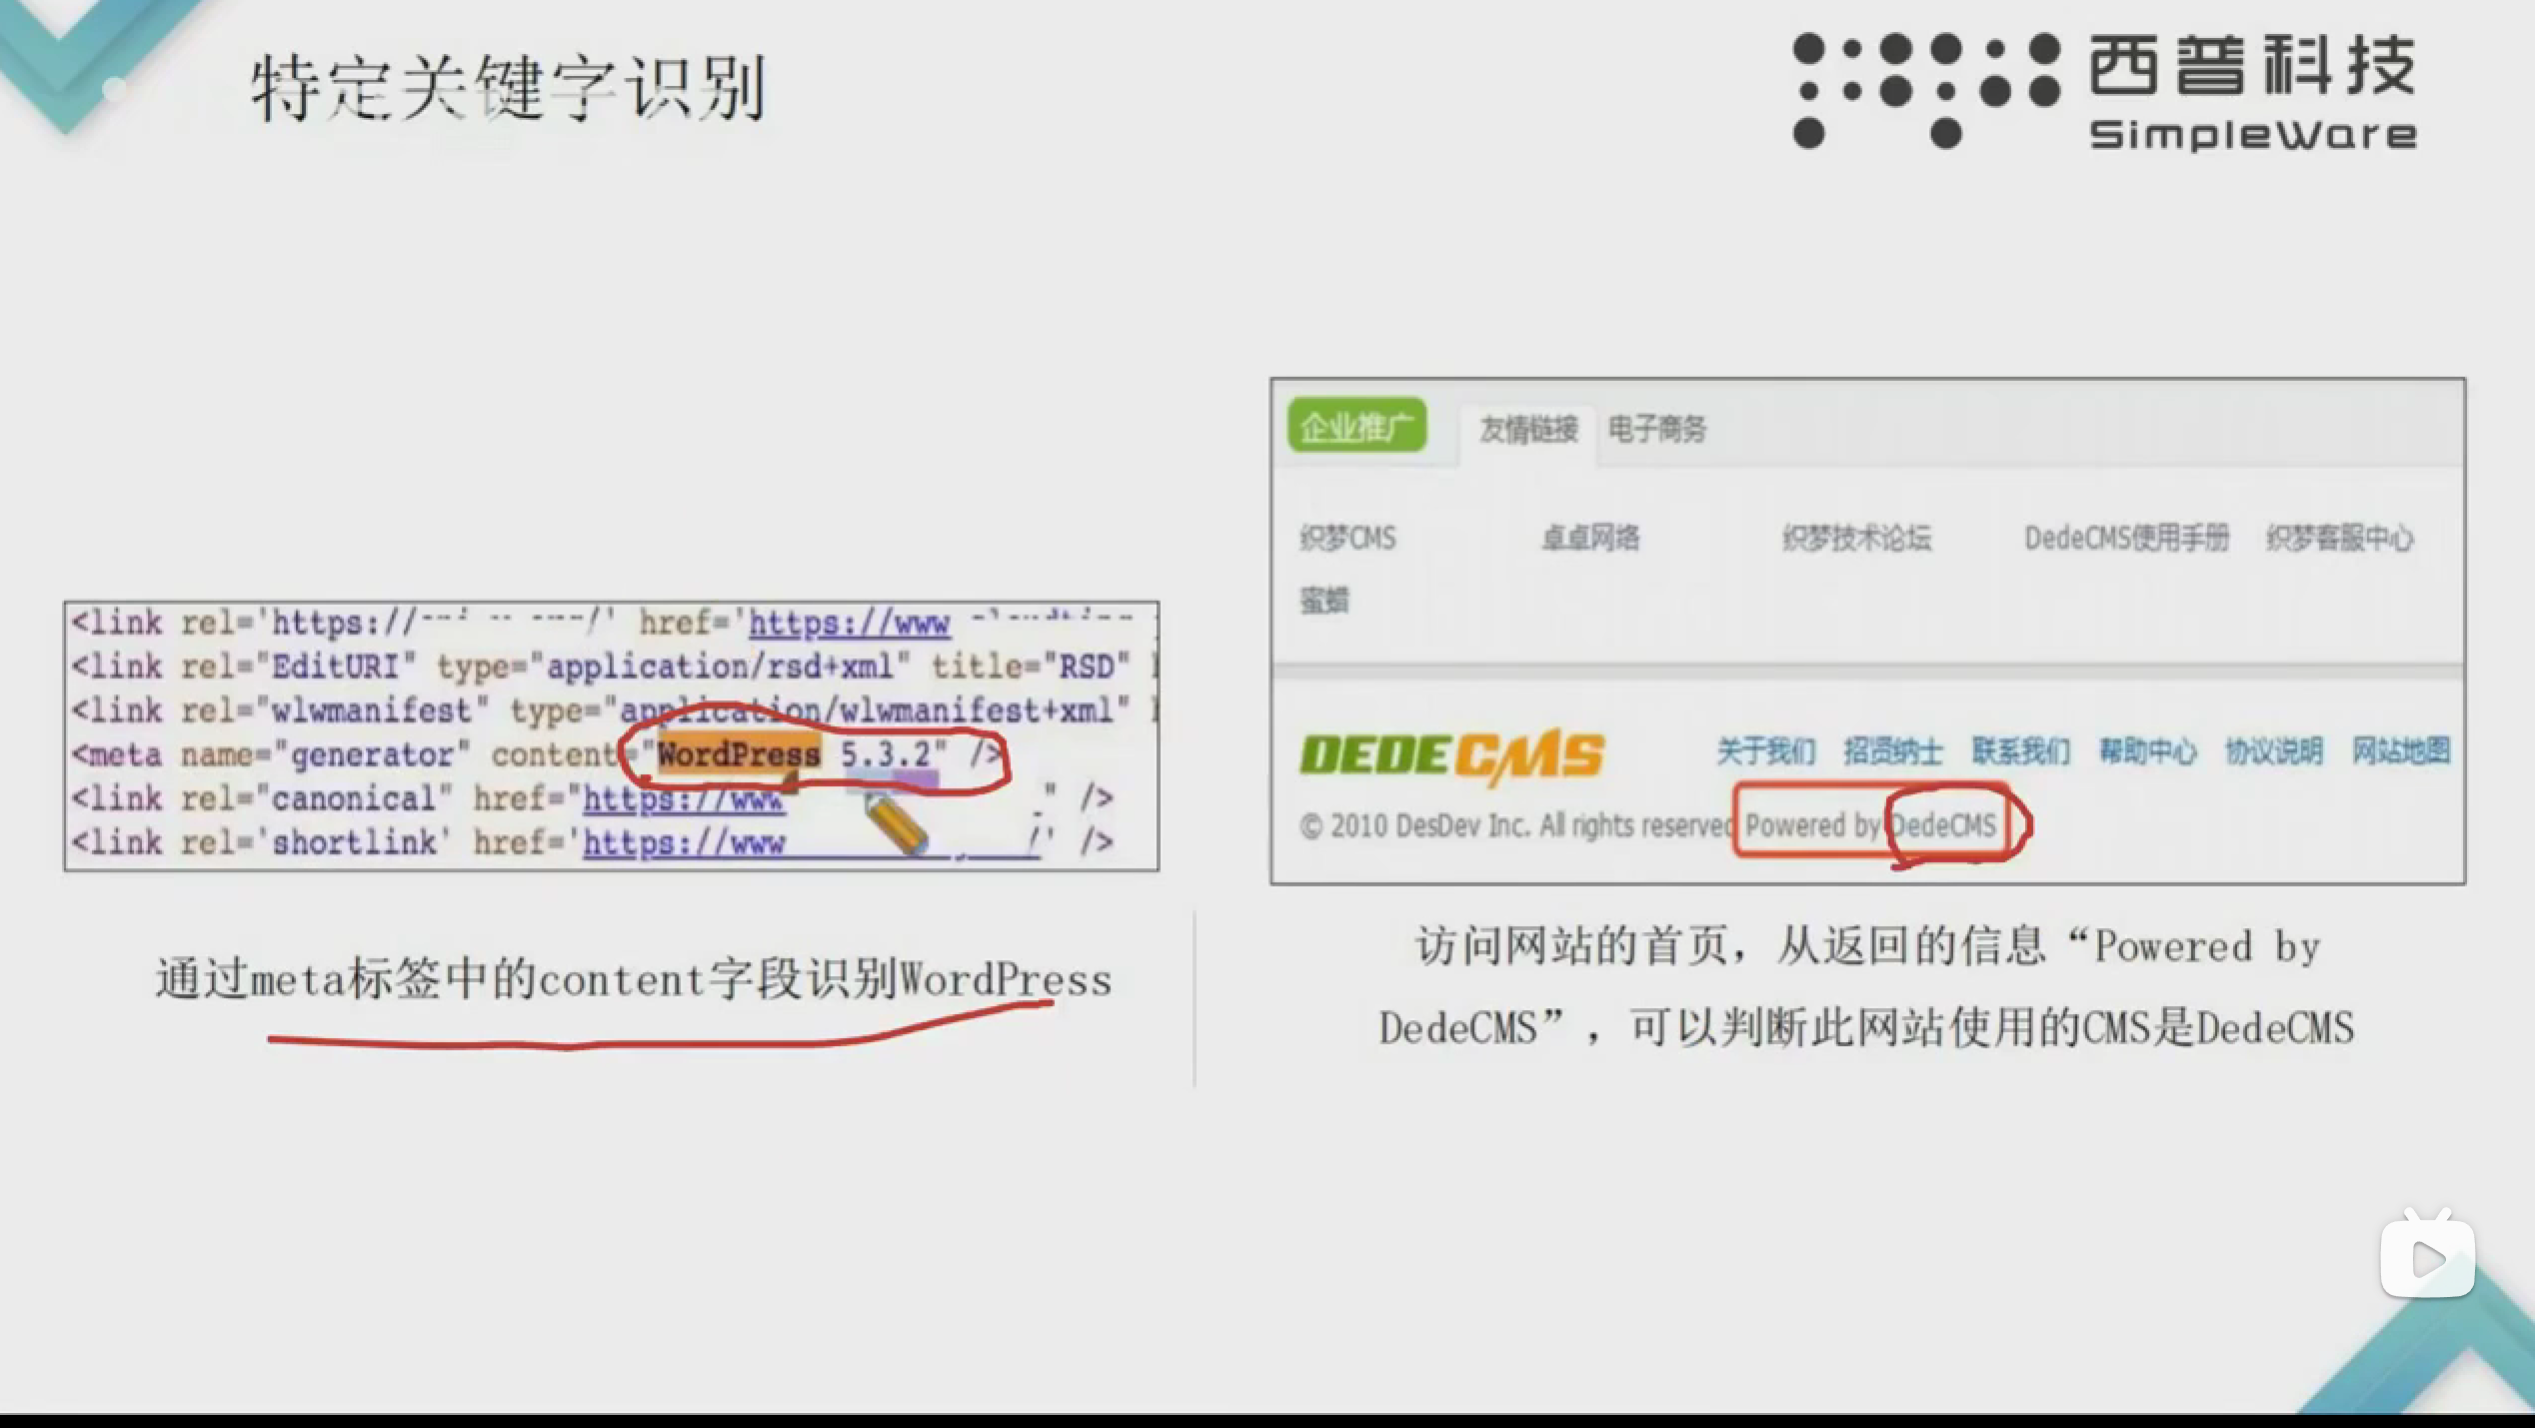 特定关键字识别
西普科技
SimpleWare
<link rel='https:// /' href='https://www
<link rel="EditURI" type="application/rsd+xml" title="RSD"
<link rel="wlwmanifest" type="application/wlwmanifest+xml"
<meta name="generator" content="WordPress 5.3.2" />
<link rel="canonical" href="https://www " />
<link rel='shortlink' href='https://www /' />
通过meta标签中的content字段识别WordPress
企业推广 友情链接 电子商务
织梦CMS 卓卓网络 织梦技术论坛 DedeCMS使用手册 织梦客服中心
蜜蜡
DEDECMS 关于我们 招贤纳士 联系我们 帮助中心 协议说明 网站地图
© 2010 DesDev Inc. All rights reserved Powered by DedeCMS
访问网站的首页，从返回的信息“Powered by
DedeCMS”，可以判断此网站使用的CMS是DedeCMS